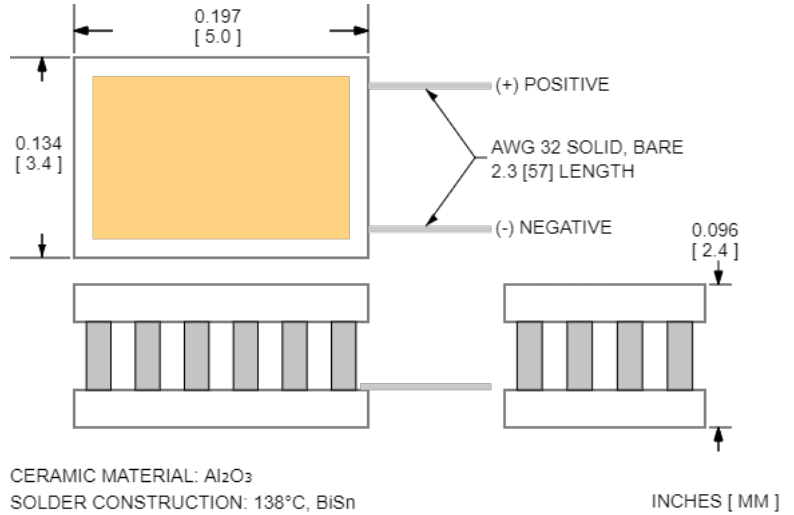 0.197
[ 5.0 ]
(+) POSITIVE
0.134
[ 3.4 ]
AWG 32 SOLID, BARE
2.3 [57] LENGTH
(-) NEGATIVE
0.096
[ 2.4 ]
CERAMIC MATERIAL: Al₂O₃
SOLDER CONSTRUCTION: 138°C, BiSn
INCHES [ MM ]